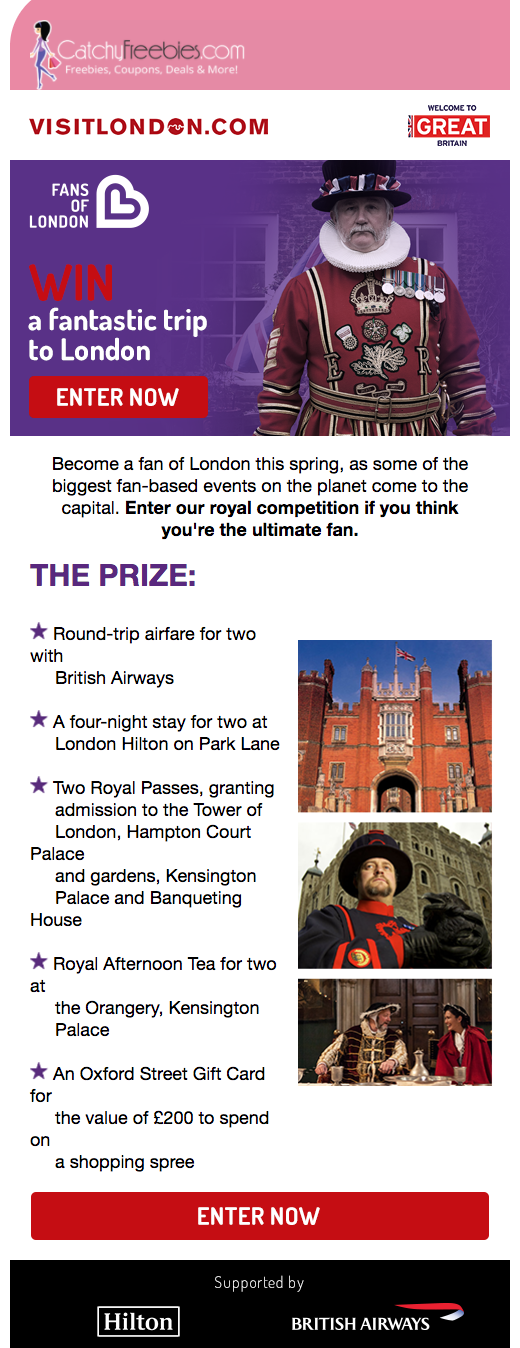 CatchyFreebies.com
Freebies, Coupons, Deals & More!
VISITLONDON.COM
WELCOME TO
GREAT
BRITAIN
FANS
OF
LONDON
WIN
a fantastic trip
to London
ENTER NOW
E R
Become a fan of London this spring, as some of the
biggest fan-based events on the planet come to the
capital. Enter our royal competition if you think
you're the ultimate fan.
THE PRIZE:
★ Round-trip airfare for two
with
British Airways
★ A four-night stay for two at
London Hilton on Park Lane
★ Two Royal Passes, granting
admission to the Tower of
London, Hampton Court
Palace
and gardens, Kensington
Palace and Banqueting
House
★ Royal Afternoon Tea for two
at
the Orangery, Kensington
Palace
★ An Oxford Street Gift Card
for
the value of £200 to spend
on
a shopping spree
ENTER NOW
Supported by
Hilton
BRITISH AIRWAYS